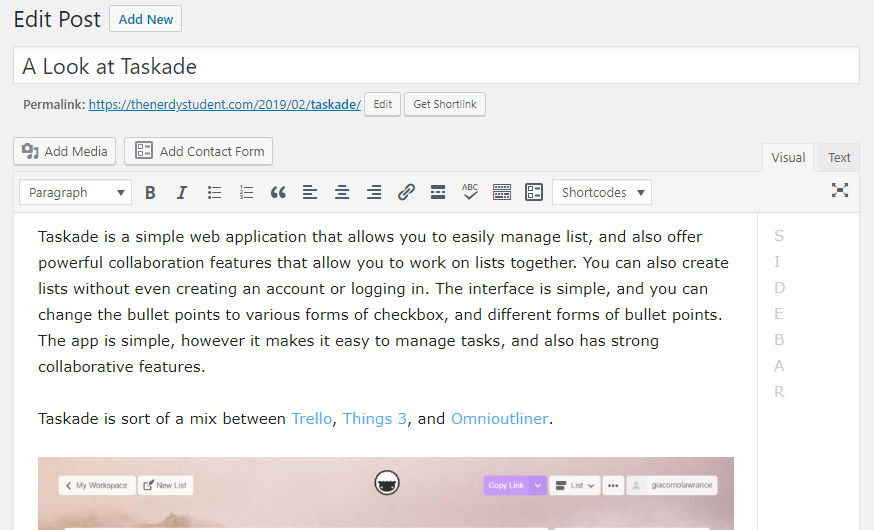 Edit Post Add New
A Look at Taskade
Permalink: https://thenerdystudent.com/2019/02/taskade/ Edit Get Shortlink
Add Media Add Contact Form
Visual Text
Paragraph B I ABC Shortcodes
Taskade is a simple web application that allows you to easily manage list, and also offer
powerful collaboration features that allow you to work on lists together. You can also create
lists without even creating an account or logging in. The interface is simple, and you can
change the bullet points to various forms of checkbox, and different forms of bullet points.
The app is simple, however it makes it easy to manage tasks, and also has strong
collaborative features.
Taskade is sort of a mix between Trello, Things 3, and Omnioutliner.
S
I
D
E
B
A
R
My Workspace New List Copy Link List giacomolawrance